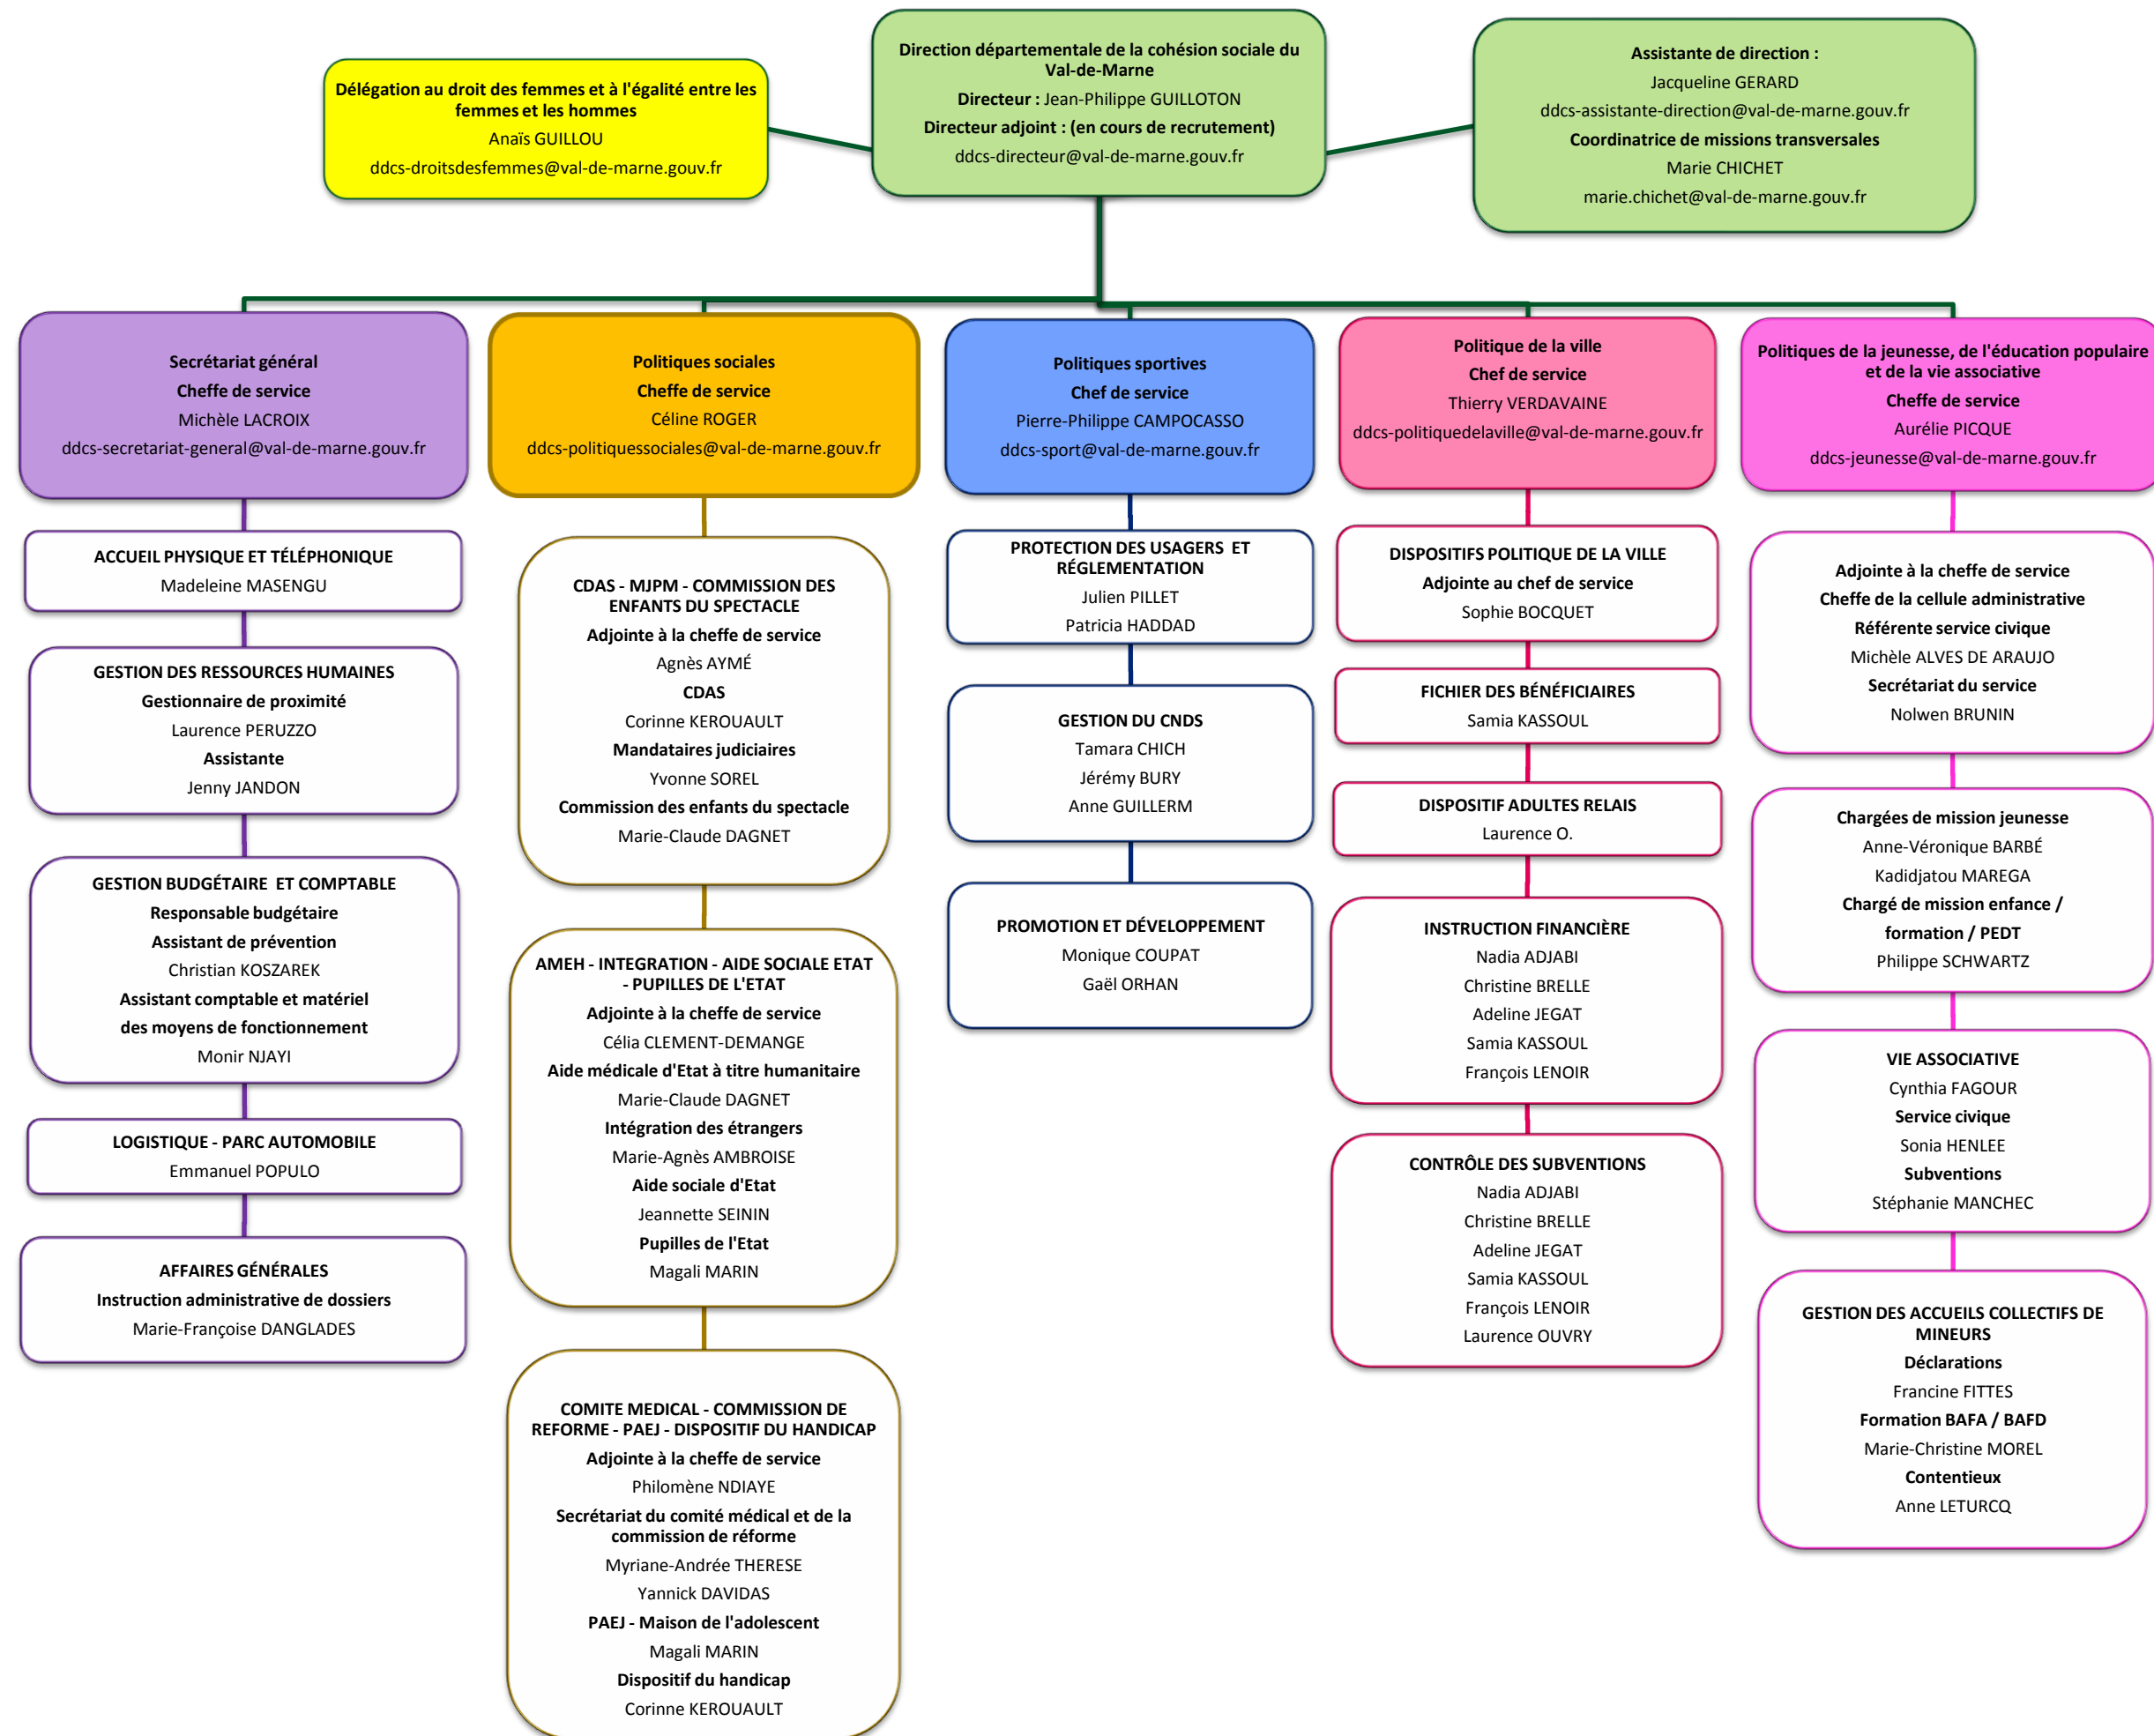 Délégation au droit des femmes et à l'égalité entre les
femmes et les hommes
Anaïs GUILLOU
ddcs-droitsdesfemmes@val-de-marne.gouv.fr
Direction départementale de la cohésion sociale du
Val-de-Marne
Directeur : Jean-Philippe GUILLOTON
Directeur adjoint : (en cours de recrutement)
ddcs-directeur@val-de-marne.gouv.fr
Assistante de direction :
Jacqueline GERARD
ddcs-assistante-direction@val-de-marne.gouv.fr
Coordinatrice de missions transversales
Marie CHICHET
marie.chichet@val-de-marne.gouv.fr
Secrétariat général
Cheffe de service
Michèle LACROIX
ddcs-secretariat-general@val-de-marne.gouv.fr
ACCUEIL PHYSIQUE ET TÉLÉPHONIQUE
Madeleine MASENGU
GESTION DES RESSOURCES HUMAINES
Gestionnaire de proximité
Laurence PERUZZO
Assistante
Jenny JANDON
GESTION BUDGÉTAIRE ET COMPTABLE
Responsable budgétaire
Assistant de prévention
Christian KOSZAREK
Assistant comptable et matériel
des moyens de fonctionnement
Monir NJAYI
LOGISTIQUE - PARC AUTOMOBILE
Emmanuel POPULO
AFFAIRES GÉNÉRALES
Instruction administrative de dossiers
Marie-Françoise DANGLADES
Politiques sociales
Cheffe de service
Céline ROGER
ddcs-politiquessociales@val-de-marne.gouv.fr
CDAS - MJPM - COMMISSION DES
ENFANTS DU SPECTACLE
Adjointe à la cheffe de service
Agnès AYMÉ
CDAS
Corinne KEROUAULT
Mandataires judiciaires
Yvonne SOREL
Commission des enfants du spectacle
Marie-Claude DAGNET
AMEH - INTEGRATION - AIDE SOCIALE ETAT
- PUPILLES DE L'ETAT
Adjointe à la cheffe de service
Célia CLEMENT-DEMANGE
Aide médicale d'Etat à titre humanitaire
Marie-Claude DAGNET
Intégration des étrangers
Marie-Agnès AMBROISE
Aide sociale d'Etat
Jeannette SEININ
Pupilles de l'Etat
Magali MARIN
COMITE MEDICAL - COMMISSION DE
REFORME - PAEJ - DISPOSITIF DU HANDICAP
Adjointe à la cheffe de service
Philomène NDIAYE
Secrétariat du comité médical et de la
commission de réforme
Myriane-Andrée THERESE
Yannick DAVIDAS
PAEJ - Maison de l'adolescent
Magali MARIN
Dispositif du handicap
Corinne KEROUAULT
Politiques sportives
Chef de service
Pierre-Philippe CAMPOCASSO
ddcs-sport@val-de-marne.gouv.fr
PROTECTION DES USAGERS ET
RÉGLEMENTATION
Julien PILLET
Patricia HADDAD
GESTION DU CNDS
Tamara CHICH
Jérémy BURY
Anne GUILLERM
PROMOTION ET DÉVELOPPEMENT
Monique COUPAT
Gaël ORHAN
Politique de la ville
Chef de service
Thierry VERDAVAINE
ddcs-politiquedelaville@val-de-marne.gouv.fr
DISPOSITIFS POLITIQUE DE LA VILLE
Adjointe au chef de service
Sophie BOCQUET
FICHIER DES BÉNÉFICIAIRES
Samia KASSOUL
DISPOSITIF ADULTES RELAIS
Laurence O.
INSTRUCTION FINANCIÈRE
Nadia ADJABI
Christine BRELLE
Adeline JEGAT
Samia KASSOUL
François LENOIR
CONTRÔLE DES SUBVENTIONS
Nadia ADJABI
Christine BRELLE
Adeline JEGAT
Samia KASSOUL
François LENOIR
Laurence OUVRY
Politiques de la jeunesse, de l'éducation populaire
et de la vie associative
Cheffe de service
Aurélie PICQUE
ddcs-jeunesse@val-de-marne.gouv.fr
Adjointe à la cheffe de service
Cheffe de la cellule administrative
Référente service civique
Michèle ALVES DE ARAUJO
Secrétariat du service
Nolwen BRUNIN
Chargées de mission jeunesse
Anne-Véronique BARBÉ
Kadidjatou MAREGA
Chargé de mission enfance /
formation / PEDT
Philippe SCHWARTZ
VIE ASSOCIATIVE
Cynthia FAGOUR
Service civique
Sonia HENLEE
Subventions
Stéphanie MANCHEC
GESTION DES ACCUEILS COLLECTIFS DE
MINEURS
Déclarations
Francine FITTES
Formation BAFA / BAFD
Marie-Christine MOREL
Contentieux
Anne LETURCQ